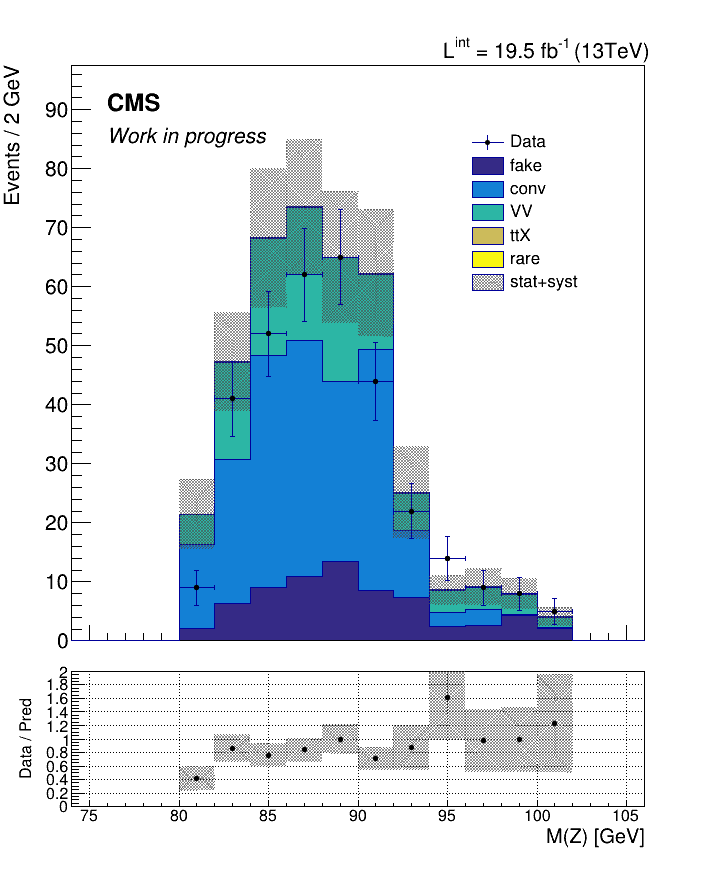 L^int = 19.5 fb^-1 (13TeV)
Events / 2 GeV
CMS
Work in progress
Data
fake
conv
VV
ttX
rare
stat+syst
90
80
70
60
50
40
30
20
10
0
Data / Pred
2
1.8
1.6
1.4
1.2
1
0.8
0.6
0.4
0.2
0
75 80 85 90 95 100 105
M(Z) [GeV]